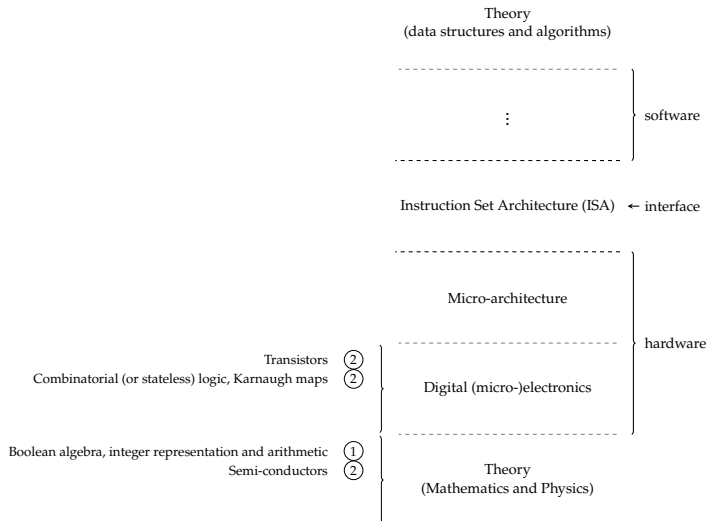 Theory
(data structures and algorithms)
⋮
software
Instruction Set Architecture (ISA) ← interface
Micro-architecture
hardware
Transistors ②
Combinatorial (or stateless) logic, Karnaugh maps ②
Digital (micro-)electronics
Boolean algebra, integer representation and arithmetic ①
Semi-conductors ②
Theory
(Mathematics and Physics)